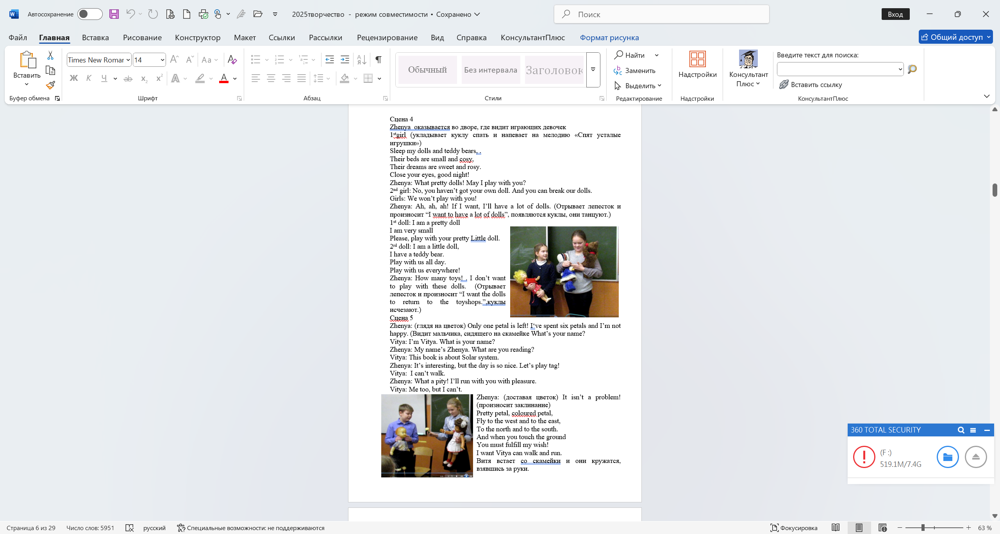 Автосохранение
2025творчество - режим совместимости • Сохранено
Поиск
Вход
Файл Главная Вставка Рисование Конструктор Макет Ссылки Рассылки Рецензирование Вид Справка КонсультантПлюс Формат рисунка
Общий доступ
Вставить
Буфер обмена
Times New Roman 14
Шрифт
Абзац
Обычный Без интервала Заголовок
Стили
Найти
Заменить
Выделить
Редактирование
Надстройки
Надстройки
Консультант
Плюс
Введите текст для поиска:
Вставить ссылку
КонсультантПлюс
Сцена 4
Zhenya оказывается во дворе, где видит играющих девочек
1stgirl (укладывает куклу спать и напевает на мелодию «Спят усталые
игрушки»)
Sleep my dolls and teddy bears, .
Their beds are small and cosy,
Their dreams are sweet and rosy.
Close your eyes, good night!
Zhenya: What pretty dolls! May I play with you?
2nd girl: No, you haven’t got your own doll. And you can break our dolls.
Girls: We won’t play with you!
Zhenya: Ah, ah, ah! If I want, I’ll have a lot of dolls. (Отрывает лепесток и
произносит “I want to have a lot of dolls”, появляются куклы, они танцуют.)
1st doll: I am a pretty doll
I am very small
Please, play with your pretty Little doll.
2rd doll: I am a little doll,
I have a teddy bear.
Play with us all day.
Play with us everywhere!
Zhenya: How many toys! . I don’t want
to play with these dolls. (Отрывает
лепесток и произносит “I want the dolls
to return to the toyshops.”,куклы
исчезают.)
Сцена 5
Zhenya: (глядя на цветок) Only one petal is left! I‘ve spent six petals and I’m not
happy. (Видит мальчика, сидящего на скамейке What’s your name?
Vitya: I’m Vitya. What is your name?
Zhenya: My name’s Zhenya. What are you reading?
Vitya: This book is about Solar system.
Zhenya: It’s interesting, but the day is so nice. Let’s play tag!
Vitya: I can’t walk.
Zhenya: What a pity! I’ll run with you with pleasure.
Vitya: Me too, but I can’t.
Zhenya: (доставая цветок) It isn’t a problem!
(произносит заклинание)
Pretty petal, coloured petal,
Fly to the west and to the east,
To the north and to the south.
And when you touch the ground
You must fulfill my wish!
I want Vitya can walk and run.
Витя встает со скамейки и они кружатся,
взявшись за руки.
360 TOTAL SECURITY
(F :)
519.1M/7.4G
Страница 6 из 29 Число слов: 5951 русский Специальные возможности: не поддерживаются Фокусировка 63 %